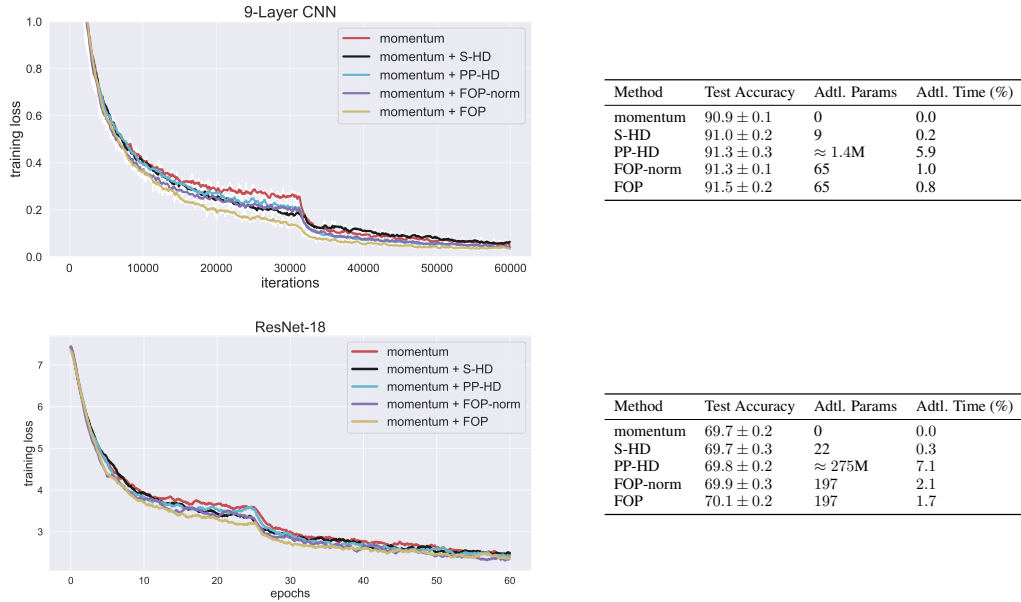 9-Layer CNN
1.0
0.8
0.6
0.4
0.2
0.0
training loss
momentum
momentum + S-HD
momentum + PP-HD
momentum + FOP-norm
momentum + FOP
0 10000 20000 30000 40000 50000 60000
iterations
Method Test Accuracy Adtl. Params Adtl. Time (%)
momentum 90.9 ± 0.1 0 0.0
S-HD 91.0 ± 0.2 9 0.2
PP-HD 91.3 ± 0.3 ≈ 1.4M 5.9
FOP-norm 91.3 ± 0.1 65 1.0
FOP 91.5 ± 0.2 65 0.8
ResNet-18
7
6
5
4
3
training loss
momentum
momentum + S-HD
momentum + PP-HD
momentum + FOP-norm
momentum + FOP
0 10 20 30 40 50 60
epochs
Method Test Accuracy Adtl. Params Adtl. Time (%)
momentum 69.7 ± 0.2 0 0.0
S-HD 69.7 ± 0.3 22 0.3
PP-HD 69.8 ± 0.2 ≈ 275M 7.1
FOP-norm 69.9 ± 0.3 197 2.1
FOP 70.1 ± 0.2 197 1.7